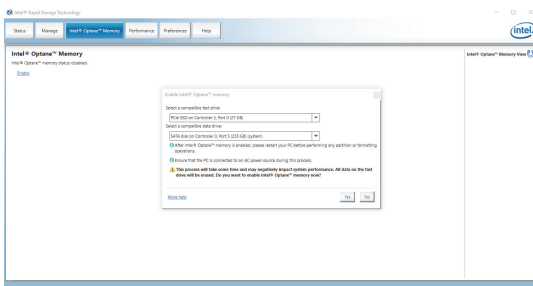 Intel® Rapid Storage Technology
Status
Manage
Intel® Optane™ Memory
Performance
Preferences
Help
intel
Intel® Optane™ Memory
Intel® Optane™ memory status: disabled.
Enable
Intel® Optane™ Memory View
Enable Intel® Optane™ memory
Select a compatible fast drive
PCIe SSD on Controller 2, Port 0 (27 GB)
Select a compatible data drive:
SATA disk on Controller 0, Port 5 (233 GB) (system)
After Intel® Optane™ memory is enabled, please restart your PC before performing any partition or formatting
operations.
Ensure that the PC is connected to an AC power source during this process.
This process will take some time and may negatively impact system performance. All data on the fast
drive will be erased. Do you want to enable Intel® Optane™ memory now?
More help
Yes
No